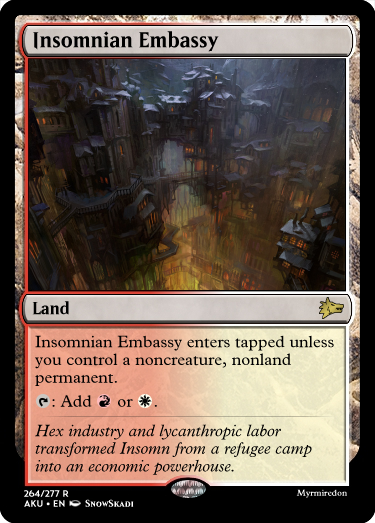 Insomnian Embassy
Land
Insomnian Embassy enters tapped unless
you control a noncreature, nonland
permanent.
: Add or .
Hex industry and lycanthropic labor
transformed Insomn from a refugee camp
into an economic powerhouse.
264/277 R
AKU • EN SnowSkadi
Myrmiredon